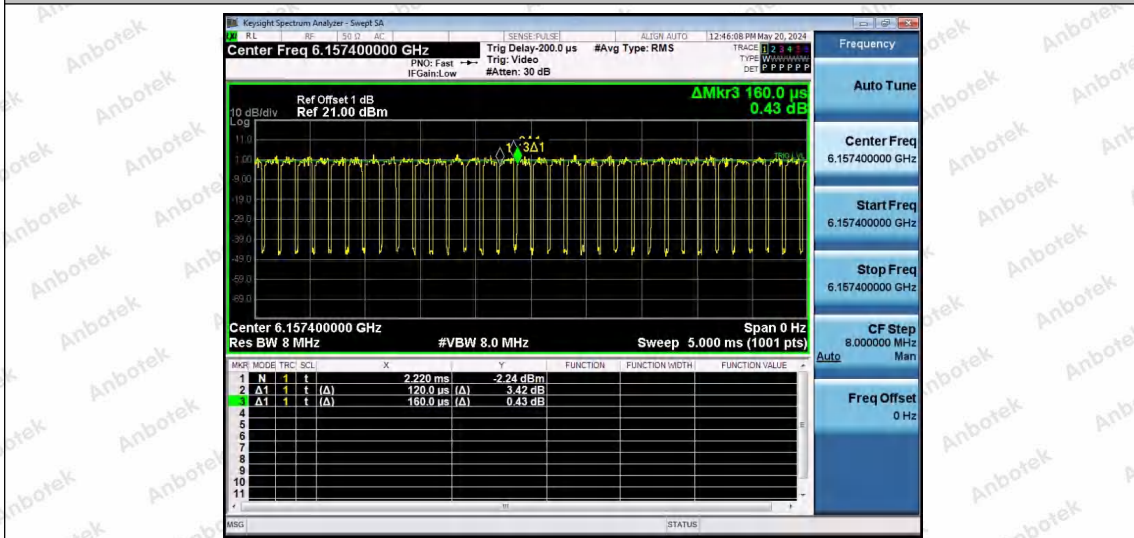 Keysight Spectrum Analyzer - Swept SA
RL RF 50 Ω AC SENSE:PULSE ALIGN AUTO 12:46:08 PM May 20, 2024
Center Freq 6.157400000 GHz
PNO: Fast
IFGain:Low
Trig Delay-200.0 µs
Trig: Video
#Atten: 30 dB
#Avg Type: RMS
TRACE 1 2 3 4 5 6
TYPE WWWWWW
DET P P P P P P
ΔMkr3 160.0 µs
0.43 dB
Ref Offset 1 dB
10 dB/div Ref 21.00 dBm
Log
11.0
1.00
-9.00
-19.0
-29.0
-39.0
-49.0
-59.0
-69.0
3Δ1
TRIG LVL
Center 6.157400000 GHz Span 0 Hz
Res BW 8 MHz #VBW 8.0 MHz Sweep 5.000 ms (1001 pts)
MKR MODE TRC SCL X Y FUNCTION FUNCTION WIDTH FUNCTION VALUE
1 N 1 t 2.220 ms -2.24 dBm
2 Δ1 1 t (Δ) 120.0 µs (Δ) 3.42 dB
3 Δ1 1 t (Δ) 160.0 µs (Δ) 0.43 dB
4
5
6
7
8
9
10
11
MSG STATUS
Frequency
Auto Tune
Center Freq
6.157400000 GHz
Start Freq
6.157400000 GHz
Stop Freq
6.157400000 GHz
CF Step
8.000000 MHz
Auto Man
Freq Offset
0 Hz
Anbotek